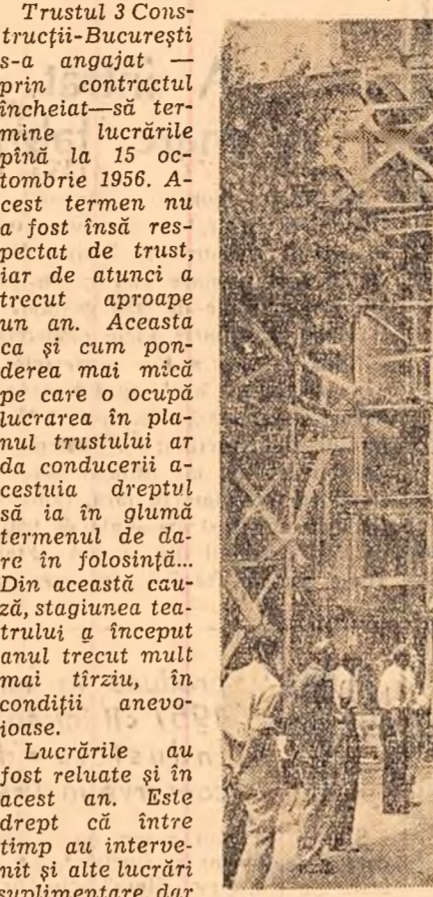 Trustul 3 Cons-
trucții-București
s-a angajat —
prin contractul
încheiat—să ter-
mine lucrările
pînă la 15 oc-
tombrie 1956. A-
cest termen nu
a fost însă res-
pectat de trust,
iar de atunci a
trecut aproape
un an. Aceasta
ca și cum pon-
derea mai mică
pe care o ocupă
lucrarea în pla-
nul trustului ar
da conducerii a-
cestuia dreptul
să ia în glumă
termenul de da-
re în folosință...
Din această cau-
ză, stagiunea tea-
trului a început
anul trecut mult
mai tîrziu, în
condiții anevo-
ioase.
Lucrările au
fost reluate și în
acest an. Este
drept că între
timp au interve-
nit și alte lucrări
suplimentare dar